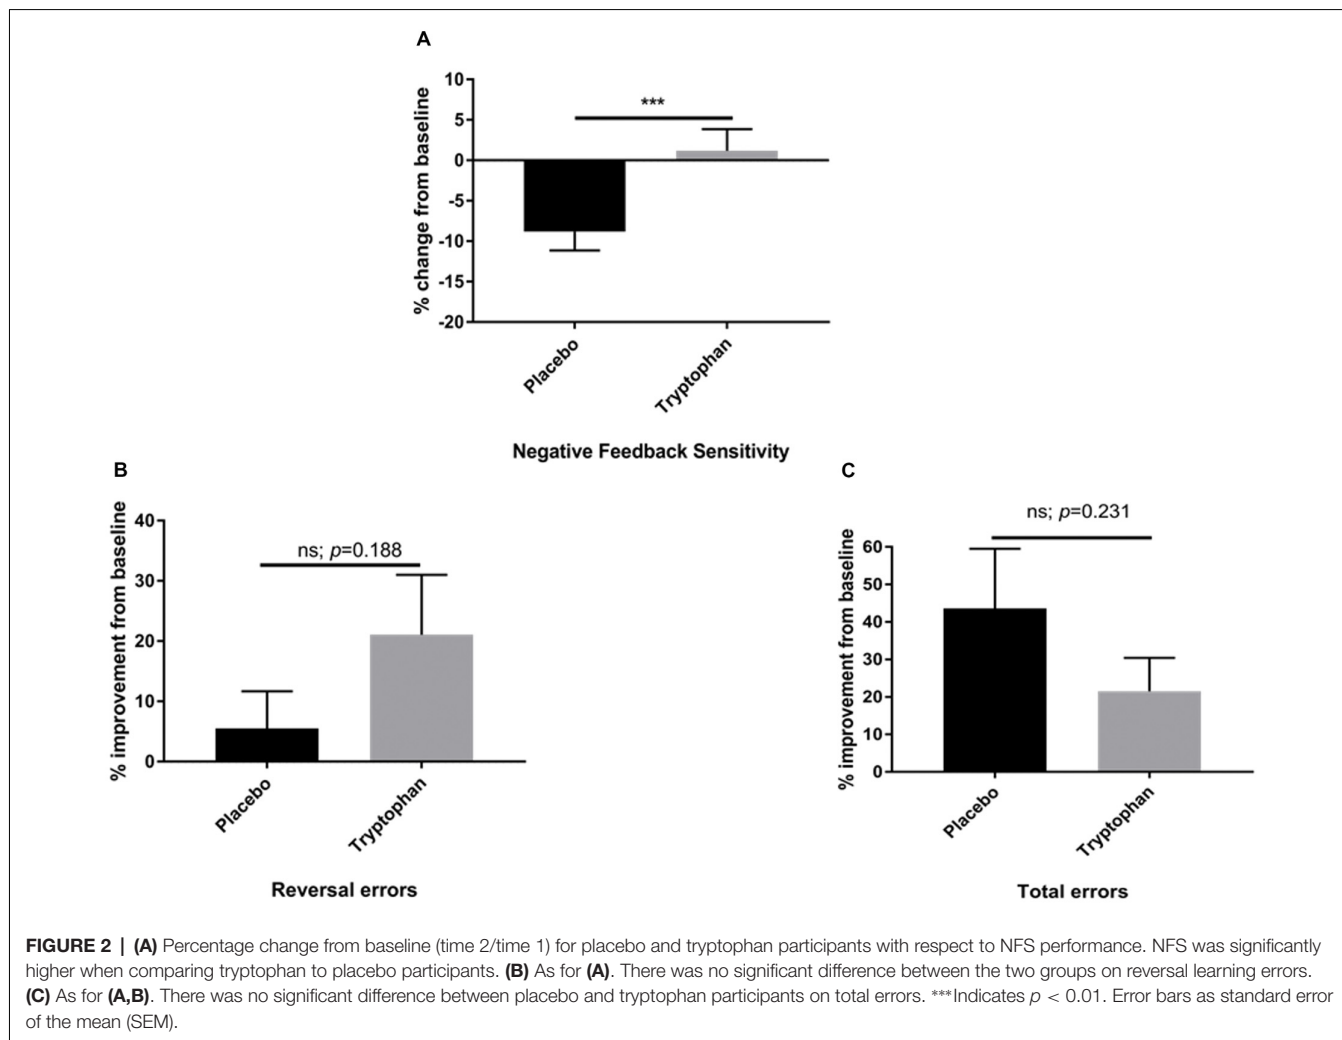 A
% change from baseline
10
5
0
-5
-10
-15
-20
***
Placebo
Tryptophan
Negative Feedback Sensitivity
B
% improvement from baseline
40
30
20
10
0
ns; p=0.188
Placebo
Tryptophan
Reversal errors
C
% improvement from baseline
60
50
40
30
20
10
0
ns; p=0.231
Placebo
Tryptophan
Total errors
FIGURE 2 | (A) Percentage change from baseline (time 2/time 1) for placebo and tryptophan participants with respect to NFS performance. NFS was significantly
higher when comparing tryptophan to placebo participants. (B) As for (A). There was no significant difference between the two groups on reversal learning errors.
(C) As for (A,B). There was no significant difference between placebo and tryptophan participants on total errors. ***Indicates p < 0.01. Error bars as standard error
of the mean (SEM).